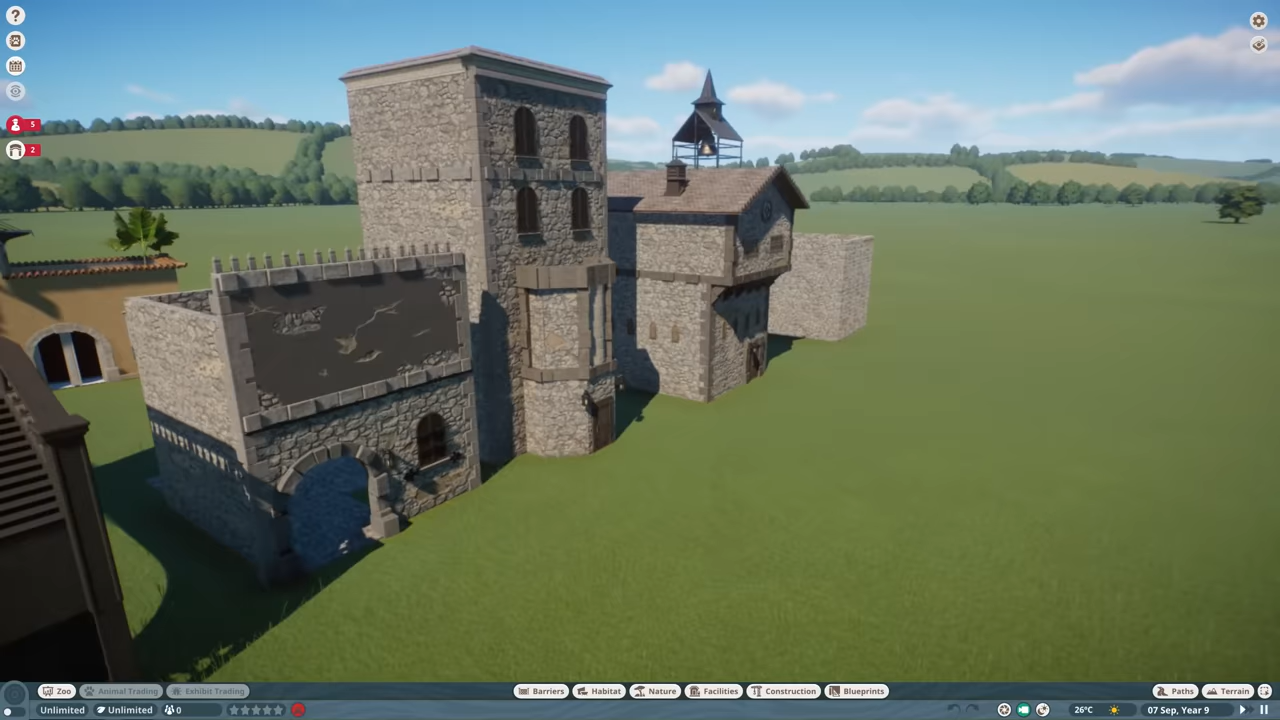 ?
5
2
Zoo
Animal Trading
Exhibit Trading
Barriers
Habitat
Nature
Facilities
Construction
Blueprints
Paths
Terrain
Unlimited
Unlimited
0
26°C
07 Sep, Year 9